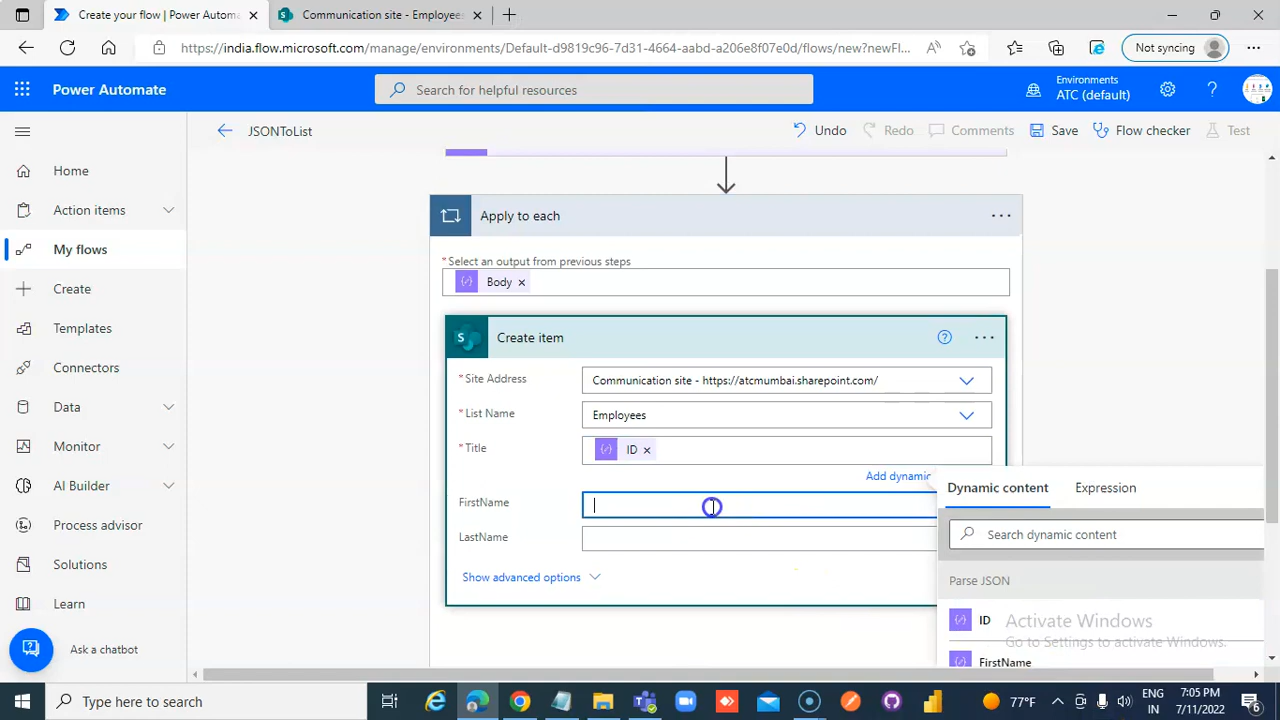 Create your flow | Power Automa
Communication site - Employees
https://india.flow.microsoft.com/manage/environments/default-d9819c96-7d31-4664-aabd-a206e8f07e0d/flows/new?newFl...
Not syncing
Power Automate
Search for helpful resources
Environments
ATC (default)
JSONToList
Undo
Redo
Comments
Save
Flow checker
Test
Home
Action items
My flows
Create
Templates
Connectors
Data
Monitor
AI Builder
Process advisor
Solutions
Learn
Ask a chatbot
Apply to each
* Select an output from previous steps
Body
Create item
* Site Address
Communication site - https://atcmumbai.sharepoint.com/
* List Name
Employees
* Title
ID
Add dynamic
FirstName
LastName
Show advanced options
Dynamic content
Expression
Search dynamic content
Parse JSON
ID
FirstName
Activate Windows
Go to Settings to activate Windows.
Type here to search
77°F
ENG
IN
7:05 PM
7/11/2022
6